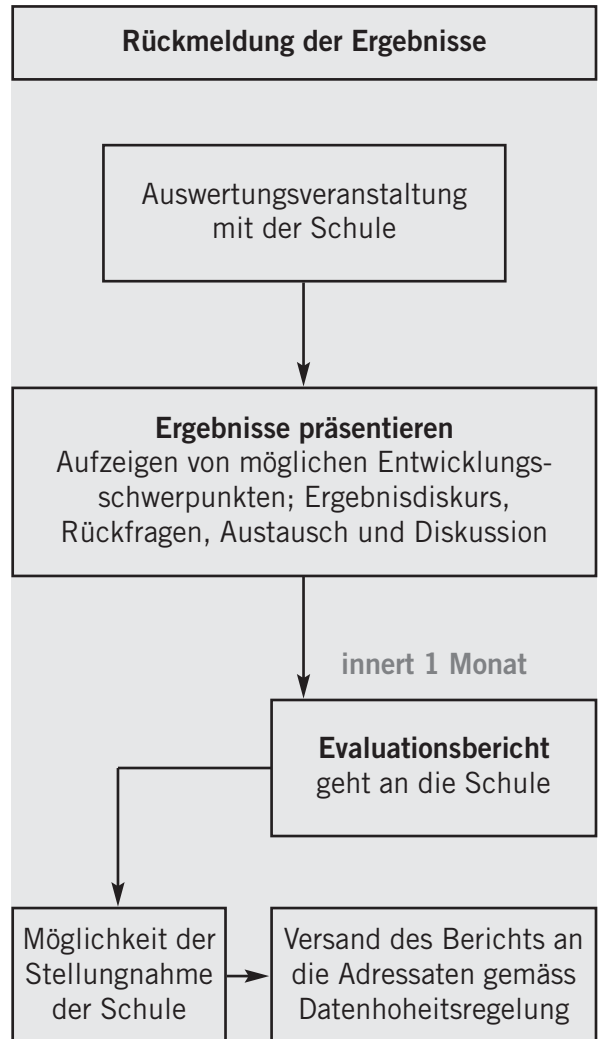 Rückmeldung der Ergebnisse
Auswertungsveranstaltung
mit der Schule
Ergebnisse präsentieren
Aufzeigen von möglichen Entwicklungs-
schwerpunkten; Ergebnisdiskurs,
Rückfragen, Austausch und Diskussion
innert 1 Monat
Evaluationsbericht
geht an die Schule
Möglichkeit der
Stellungnahme
der Schule
Versand des Berichts an
die Adressaten gemäss
Datenhoheitsregelung